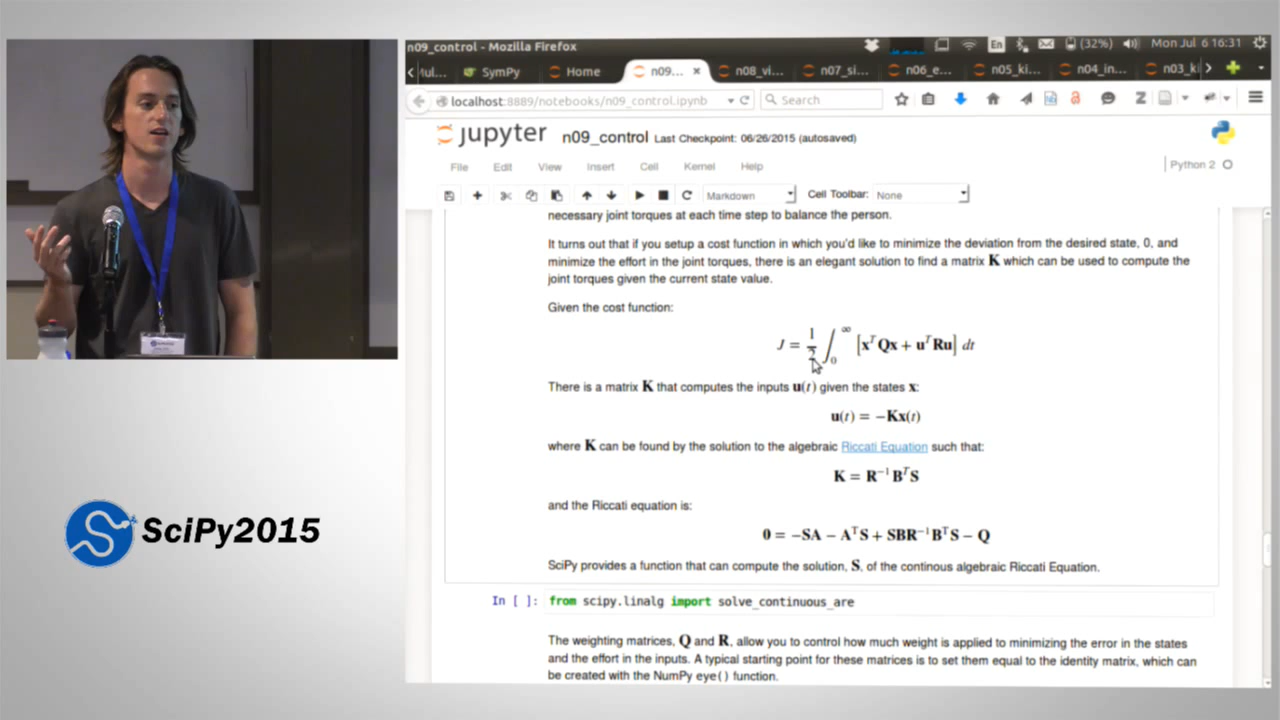 n09_control - Mozilla Firefox
En
(32%)
Mon Jul 6 16:31
SymPy
Home
n09...
n08_vi...
n07_si...
n06_e...
n05_ki...
n04_in...
n03_ki
localhost:8889/notebooks/n09_control.ipynb
Search
jupyter n09_control Last Checkpoint: 06/26/2015 (autosaved)
File Edit View Insert Cell Kernel Help
Python 2
Markdown
Cell Toolbar: None
necessary joint torques at each time step to balance the person.
It turns out that if you setup a cost function in which you'd like to minimize the deviation from the desired state, 0, and
minimize the effort in the joint torques, there is an elegant solution to find a matrix K which can be used to compute the
joint torques given the current state value.
Given the cost function:
J = 1/2 ∫₀^∞ [xᵀQx + uᵀRu] dt
There is a matrix K that computes the inputs u(t) given the states x:
u(t) = −Kx(t)
where K can be found by the solution to the algebraic Riccati Equation such that:
K = R⁻¹BᵀS
and the Riccati equation is:
0 = −SA − AᵀS + SBR⁻¹BᵀS − Q
SciPy provides a function that can compute the solution, S, of the continous algebraic Riccati Equation.
In [ ]: from scipy.linalg import solve_continuous_are
The weighting matrices, Q and R, allow you to control how much weight is applied to minimizing the error in the states
and the effort in the inputs. A typical starting point for these matrices is to set them equal to the identity matrix, which can
be created with the NumPy eye() function.
SciPy2015